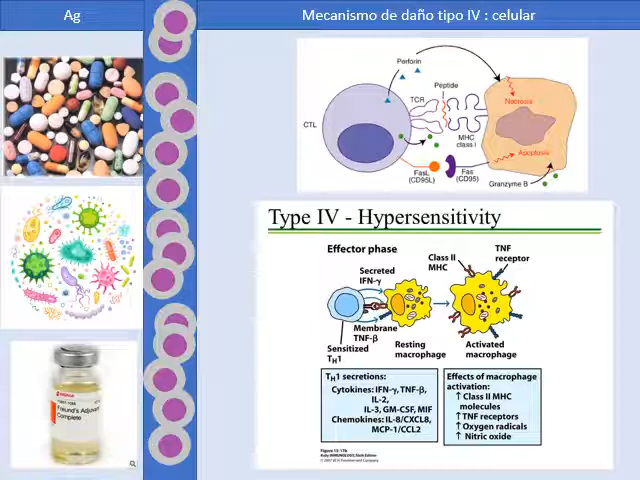 Ag
Mecanismo de daño tipo IV : celular
Perforin
Peptide
TCR
Necrosis
CTL
MHC
class I
Apoptosis
FasL
(CD95L)
Fas
(CD95)
Granzyme B
Type IV - Hypersensitivity
Effector phase
Class II
MHC
TNF
receptor
Secreted
IFN-γ
Membrane
TNF-β
Sensitized
TH1
Resting
macrophage
Activated
macrophage
TH1 secretions:
Cytokines: IFN-γ, TNF-β,
IL-2,
IL-3, GM-CSF, MIF
Chemokines: IL-8/CXCL8,
MCP-1/CCL2
Effects of macrophage
activation:
↑ Class II MHC
molecules
↑ TNF receptors
↑ Oxygen radicals
↑ Nitric oxide
Freund's Adjuvant
Complete